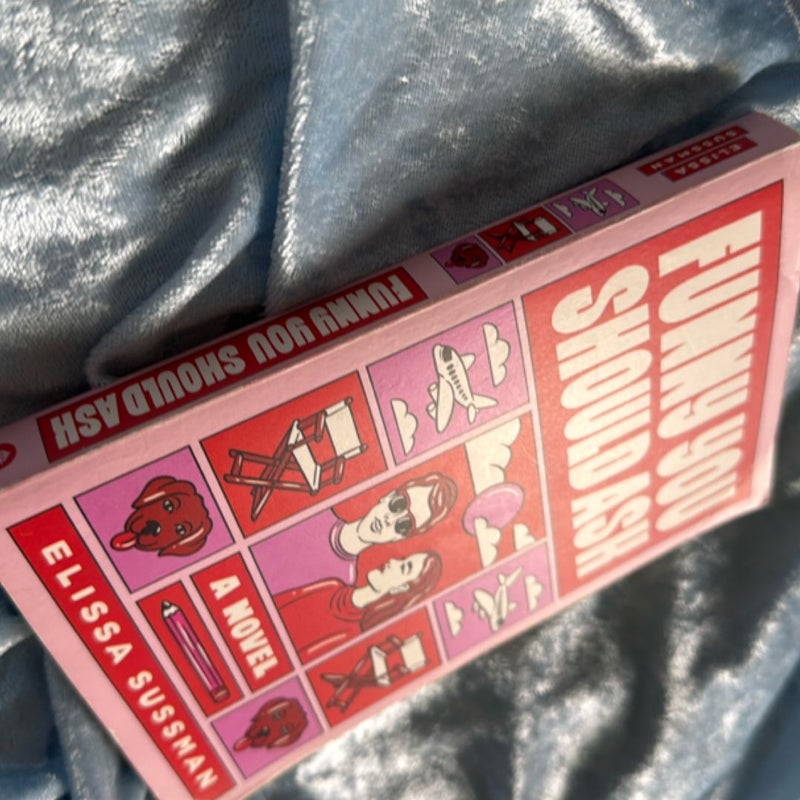 FUNNY YOU
SHOULD ASK
A NOVEL
ELISSA SUSSMAN
ELISSA
SUSSMAN
FUNNY YOU SHOULD ASK